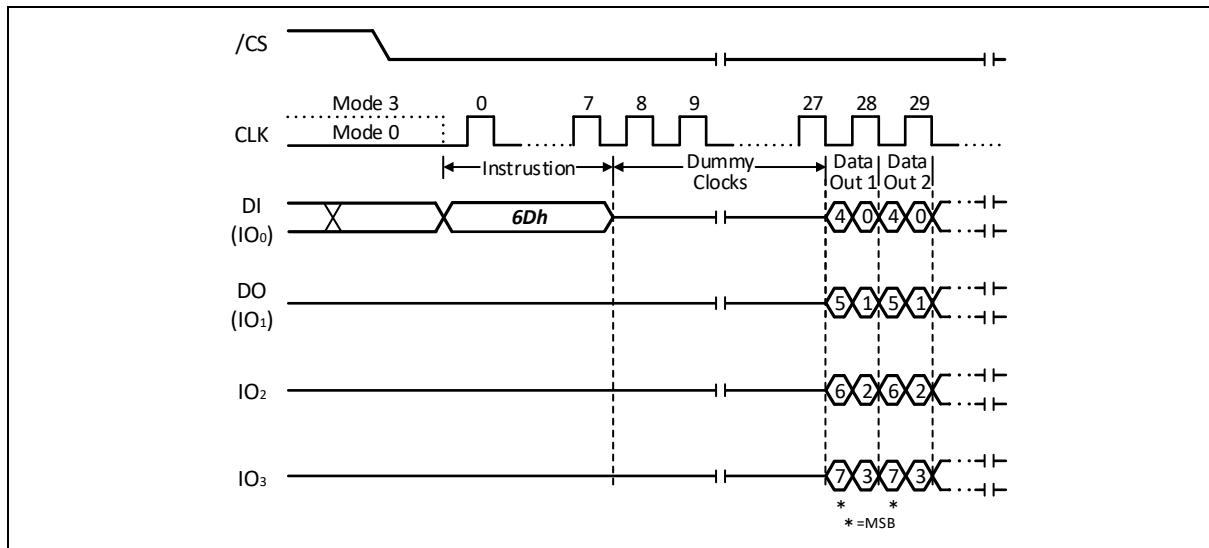 /CS
Mode 3 0 7 8 9 27 28 29
CLK Mode 0
Instrustion Dummy Clocks Data Out 1 Data Out 2
DI (IO₀) 6Dh 4 0 4 0
DO (IO₁) 5 1 5 1
IO₂ 6 2 6 2
IO₃ 7 3 7 3
* *
* =MSB